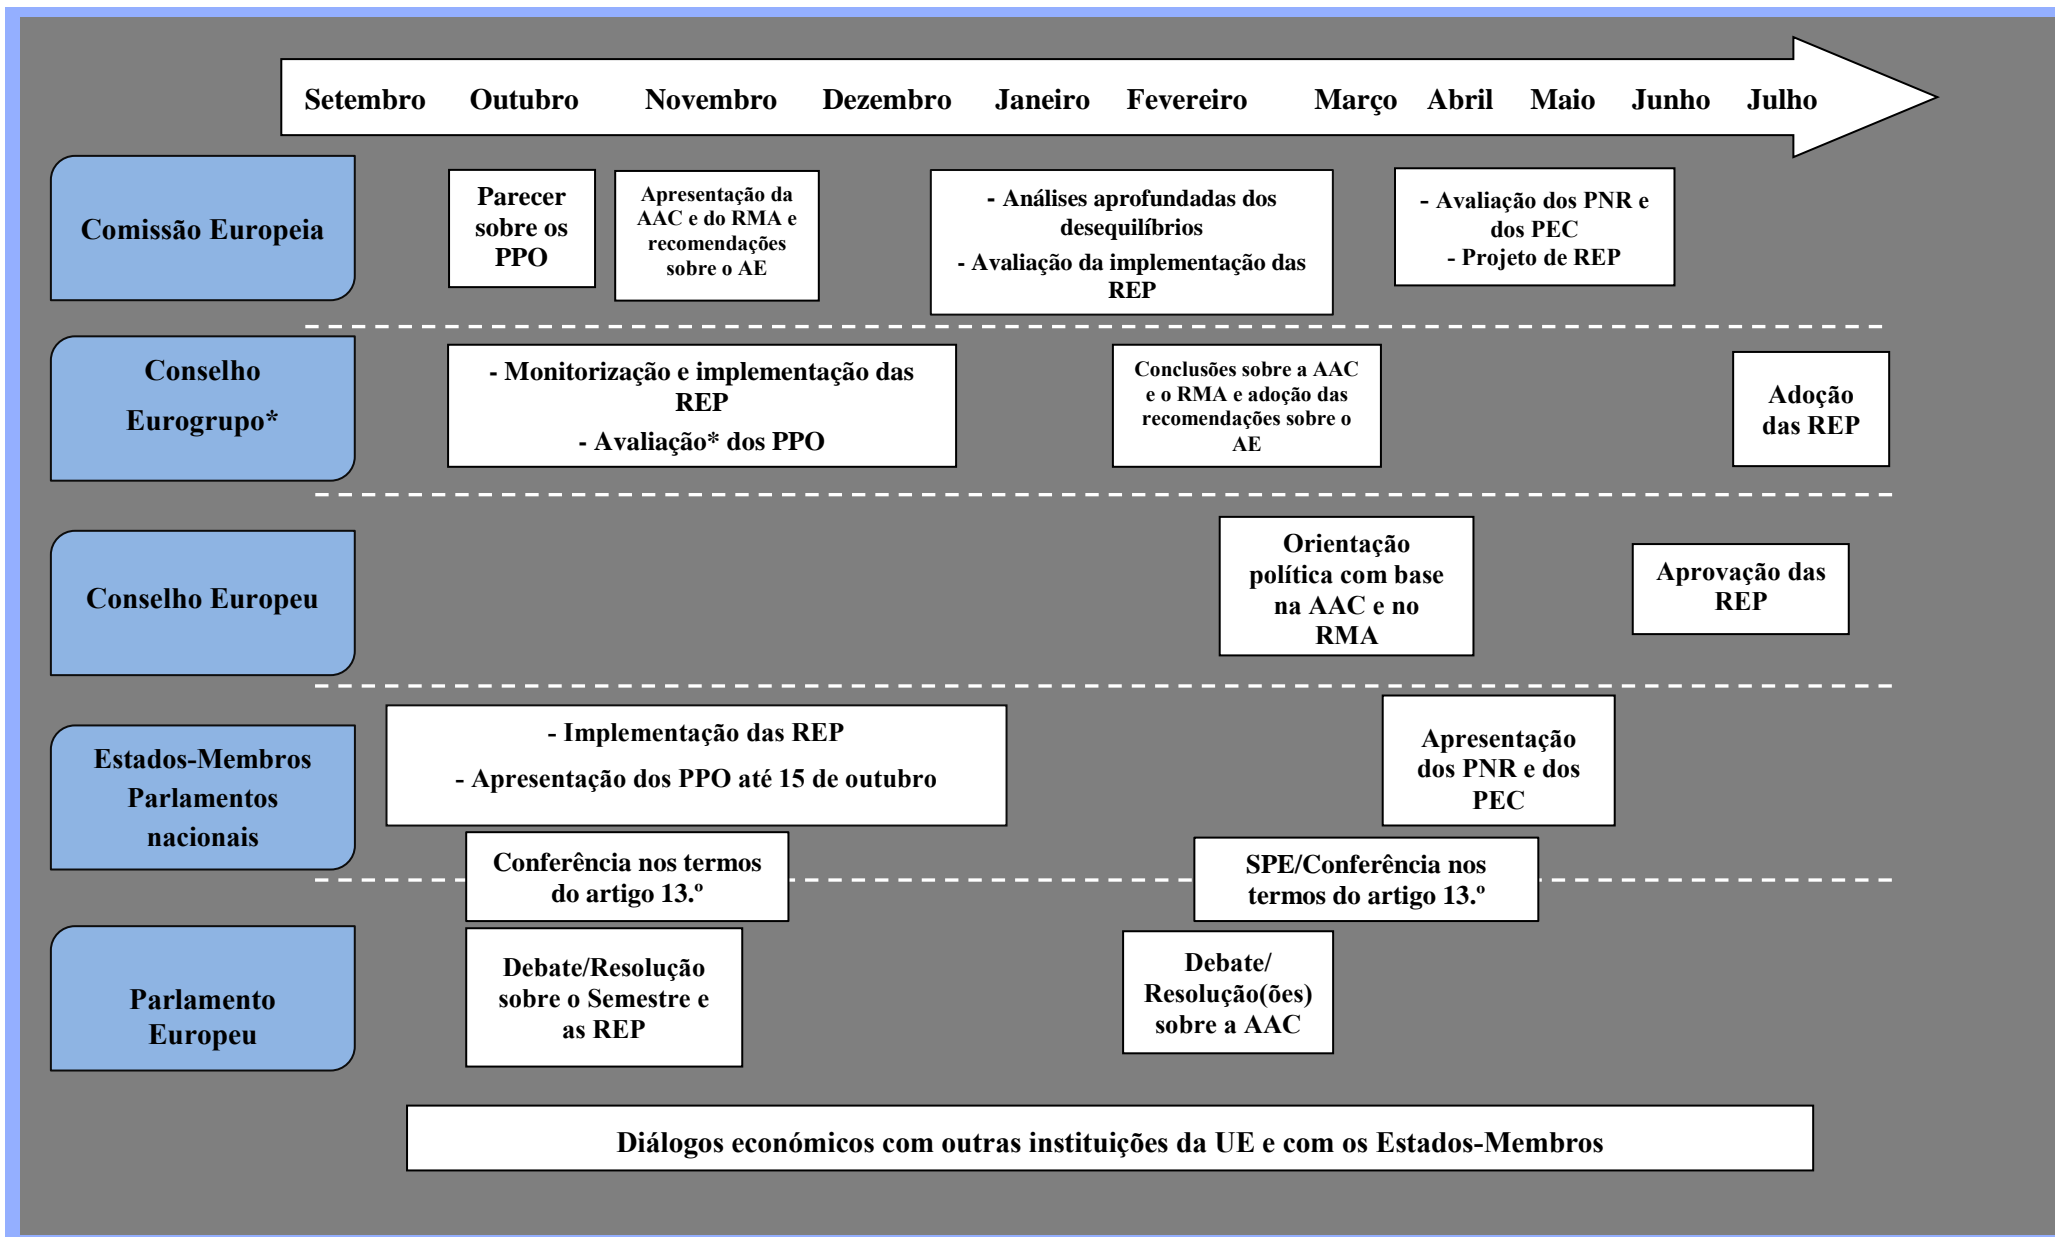 Setembro Outubro Novembro Dezembro Janeiro Fevereiro Março Abril Maio Junho Julho
Comissão Europeia
Parecer
sobre os
PPO
Apresentação da
AAC e do RMA e
recomendações
sobre o AE
- Análises aprofundadas dos
desequilíbrios
- Avaliação da implementação das
REP
- Avaliação dos PNR e
dos PEC
- Projeto de REP
Conselho
Eurogrupo*
- Monitorização e implementação das
REP
- Avaliação* dos PPO
Conclusões sobre a AAC
e o RMA e adoção das
recomendações sobre o
AE
Adoção
das REP
Conselho Europeu
Orientação
política com base
na AAC e no
RMA
Aprovação das
REP
Estados-Membros
Parlamentos
nacionais
- Implementação das REP
- Apresentação dos PPO até 15 de outubro
Apresentação
dos PNR e dos
PEC
Conferência nos termos
do artigo 13.º
SPE/Conferência nos
termos do artigo 13.º
Parlamento
Europeu
Debate/Resolução
sobre o Semestre e
as REP
Debate/
Resolução(ões)
sobre a AAC
Diálogos económicos com outras instituições da UE e com os Estados-Membros